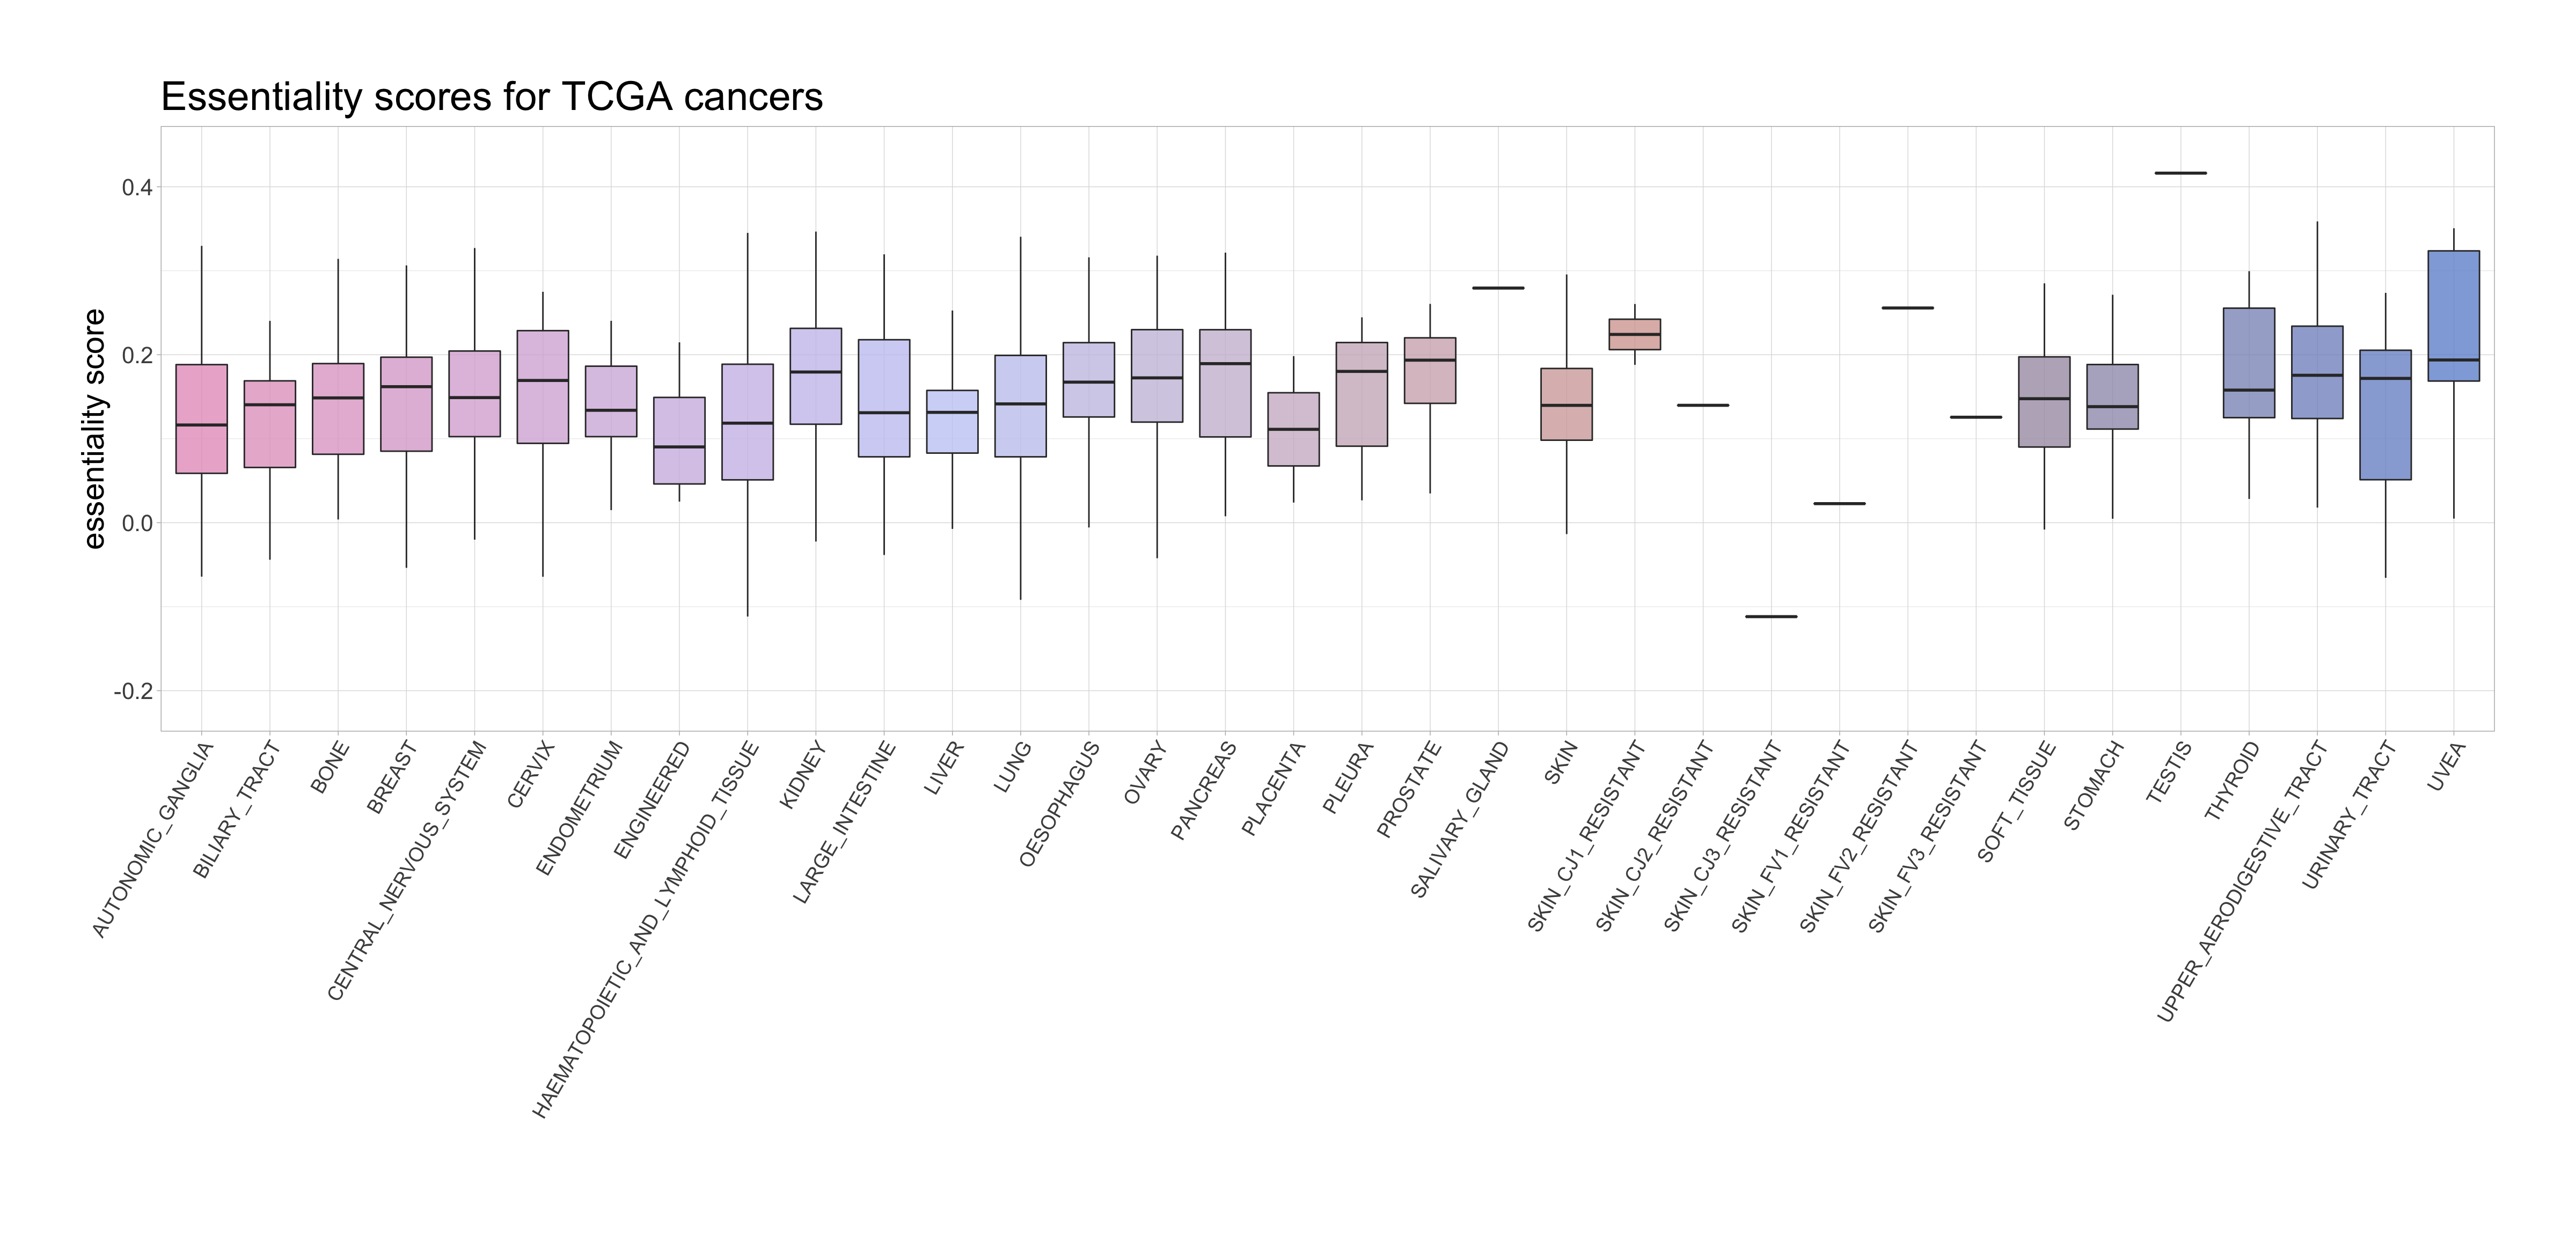 Essentiality scores for TCGA cancers
essentiality score
0.4
0.2
0.0
-0.2
AUTONOMIC_GANGLIA
BILIARY_TRACT
BONE
BREAST
CENTRAL_NERVOUS_SYSTEM
CERVIX
ENDOMETRIUM
ENGINEERED
HAEMATOPOIETIC_AND_LYMPHOID_TISSUE
KIDNEY
LARGE_INTESTINE
LIVER
LUNG
OESOPHAGUS
OVARY
PANCREAS
PLACENTA
PLEURA
PROSTATE
SALIVARY_GLAND
SKIN
SKIN_CJ1_RESISTANT
SKIN_CJ2_RESISTANT
SKIN_CJ3_RESISTANT
SKIN_FV1_RESISTANT
SKIN_FV2_RESISTANT
SKIN_FV3_RESISTANT
SOFT_TISSUE
STOMACH
TESTIS
THYROID
UPPER_AERODIGESTIVE_TRACT
URINARY_TRACT
UVEA